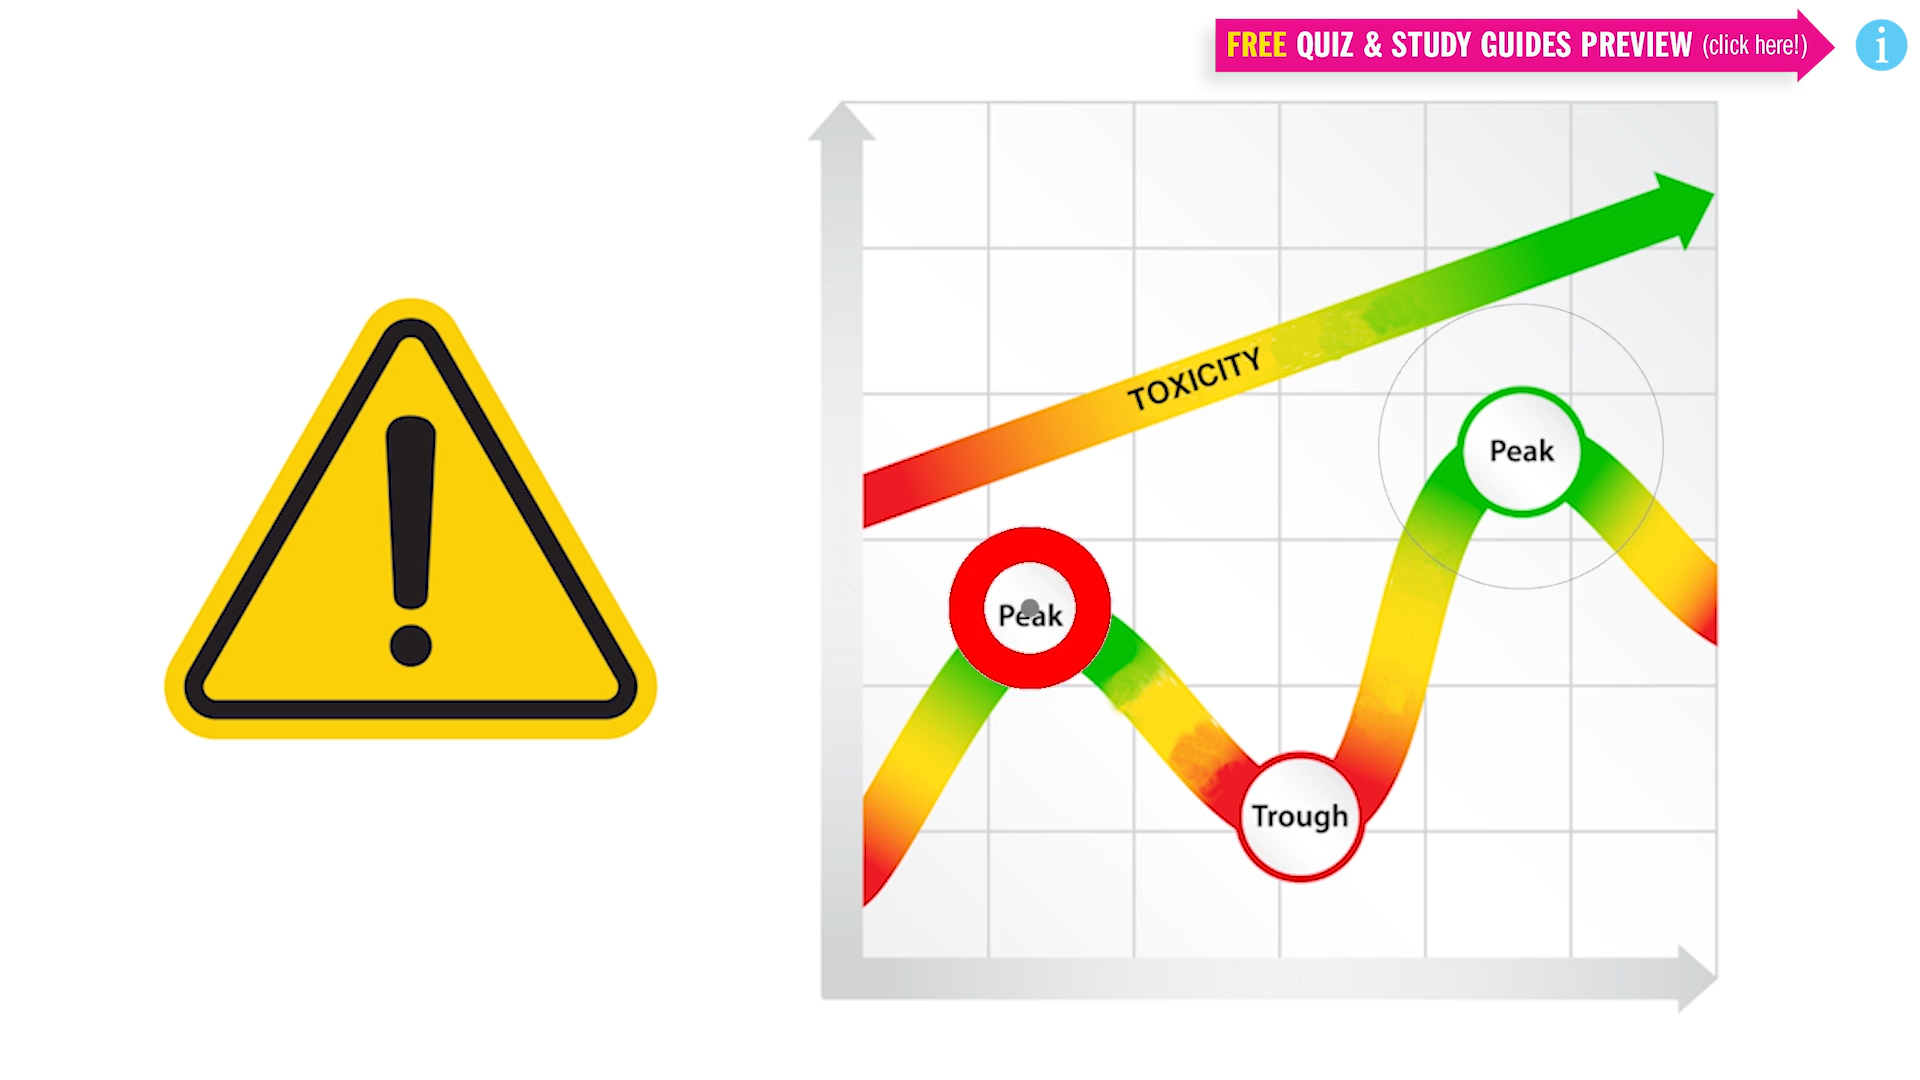 FREE QUIZ & STUDY GUIDES PREVIEW (click here!)
i
TOXICITY
Peak
Peak
Trough